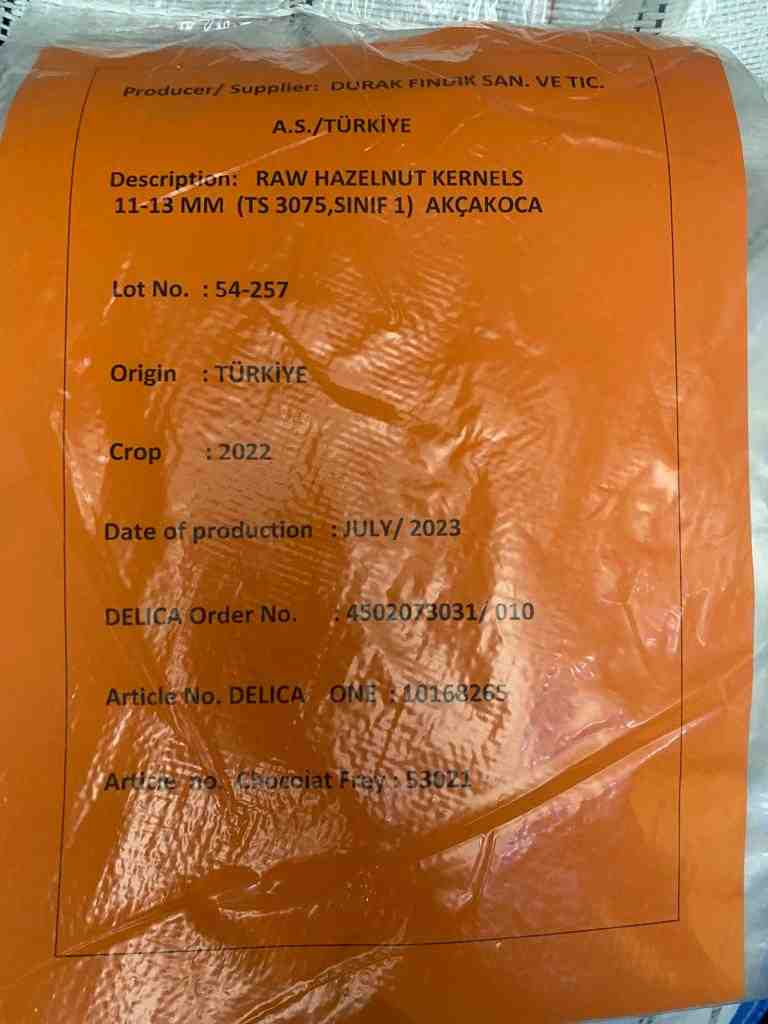 Producer/ Supplier: DURAK FINDIK SAN. VE TIC.
A.S./TÜRKİYE
Description: RAW HAZELNUT KERNELS
11-13 MM (TS 3075,SINIF 1) AKÇAKOCA
Lot No. : 54-257
Origin : TÜRKİYE
Crop : 2022
Date of production : JULY/ 2023
DELICA Order No. : 4502073031/ 010
Article No. DELICA ONE : 10168265
Article no. Chocolat Frey : 53021